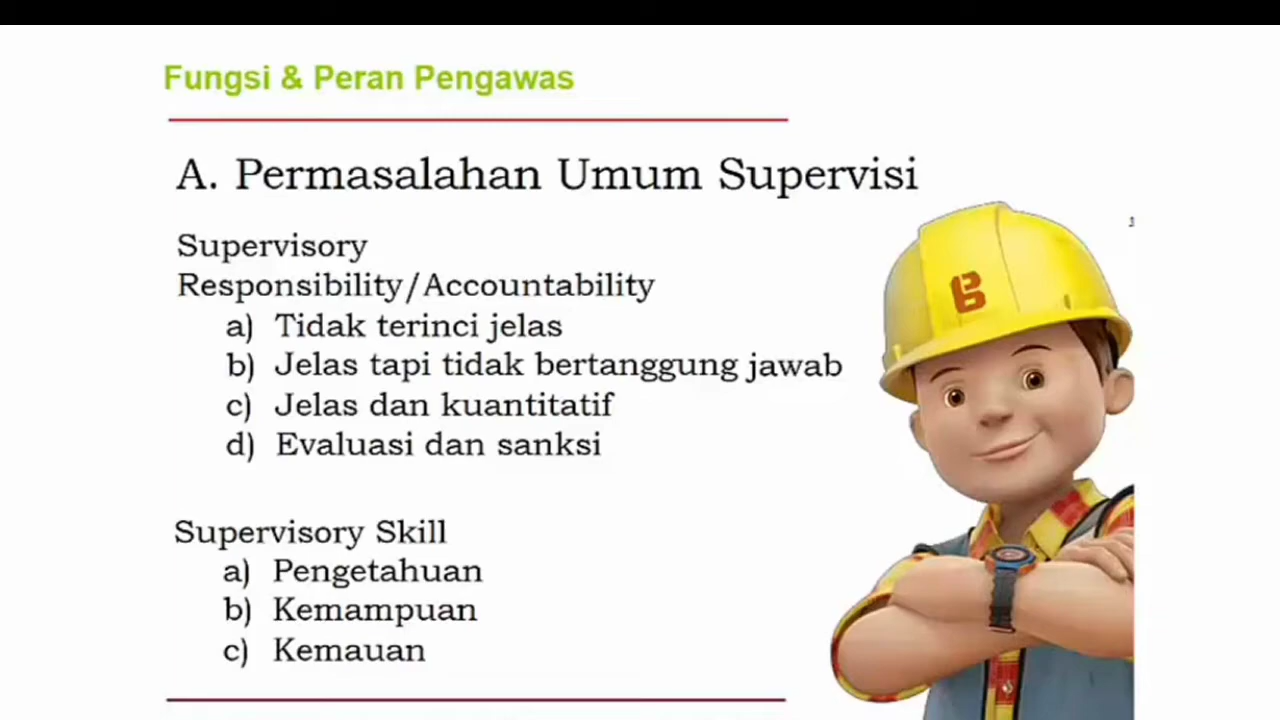 Fungsi & Peran Pengawas
A. Permasalahan Umum Supervisi
Supervisory
Responsibility/Accountability
a) Tidak terinci jelas
b) Jelas tapi tidak bertanggung jawab
c) Jelas dan kuantitatif
d) Evaluasi dan sanksi
Supervisory Skill
a) Pengetahuan
b) Kemampuan
c) Kemauan